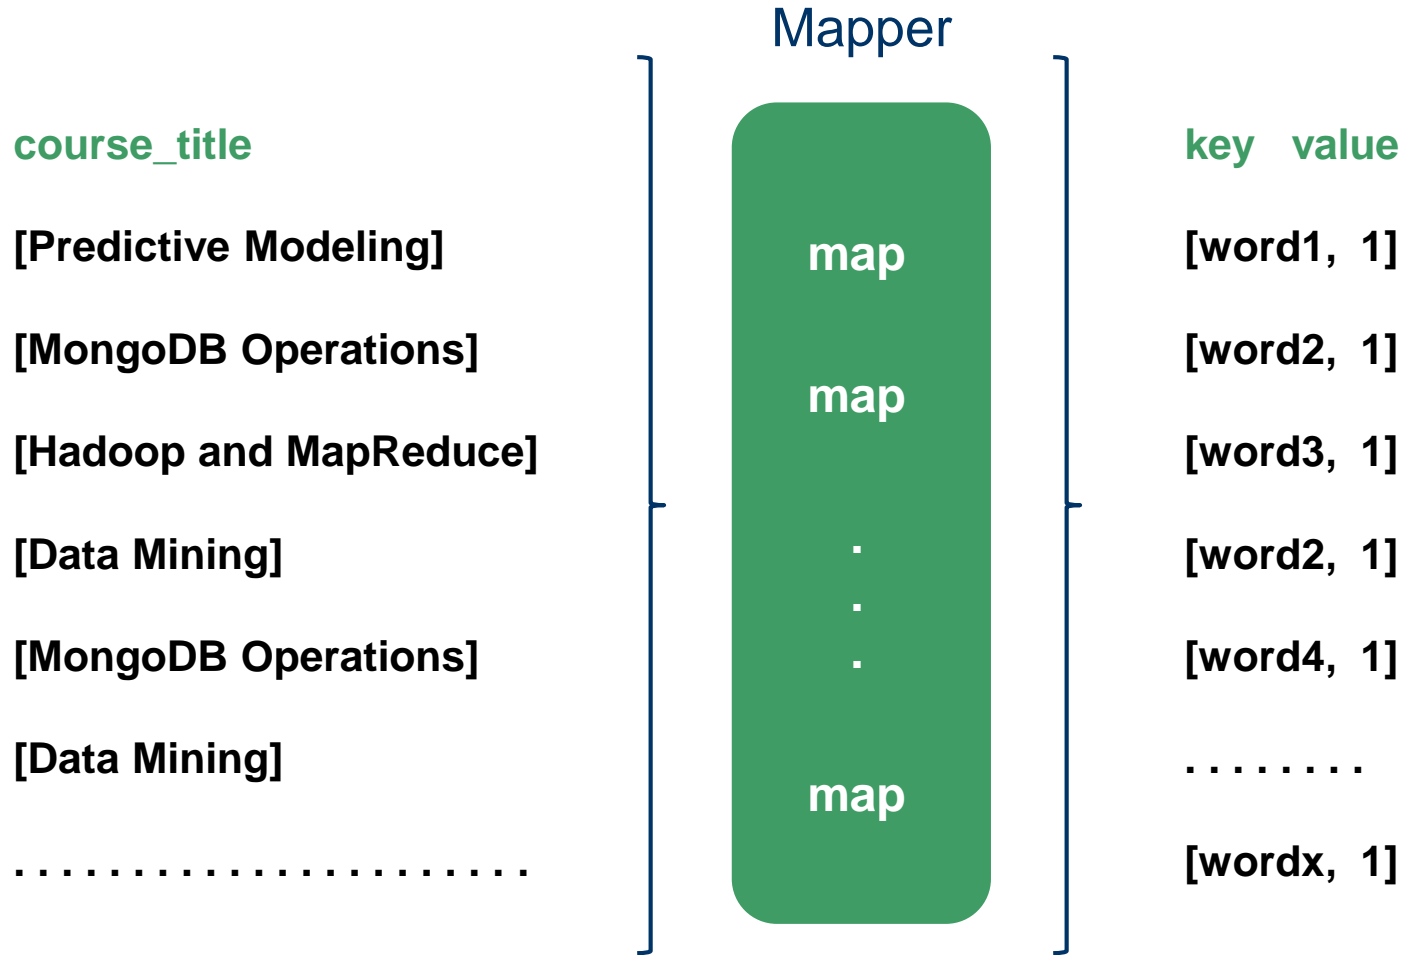 Mapper
course_title
[Predictive Modeling]
[MongoDB Operations]
[Hadoop and MapReduce]
[Data Mining]
[MongoDB Operations]
[Data Mining]
. . . . . . . . . . . . . . . . . . . . . .
map
map
.
.
.
map
key value
[word1, 1]
[word2, 1]
[word3, 1]
[word2, 1]
[word4, 1]
. . . . . . . .
[wordx, 1]